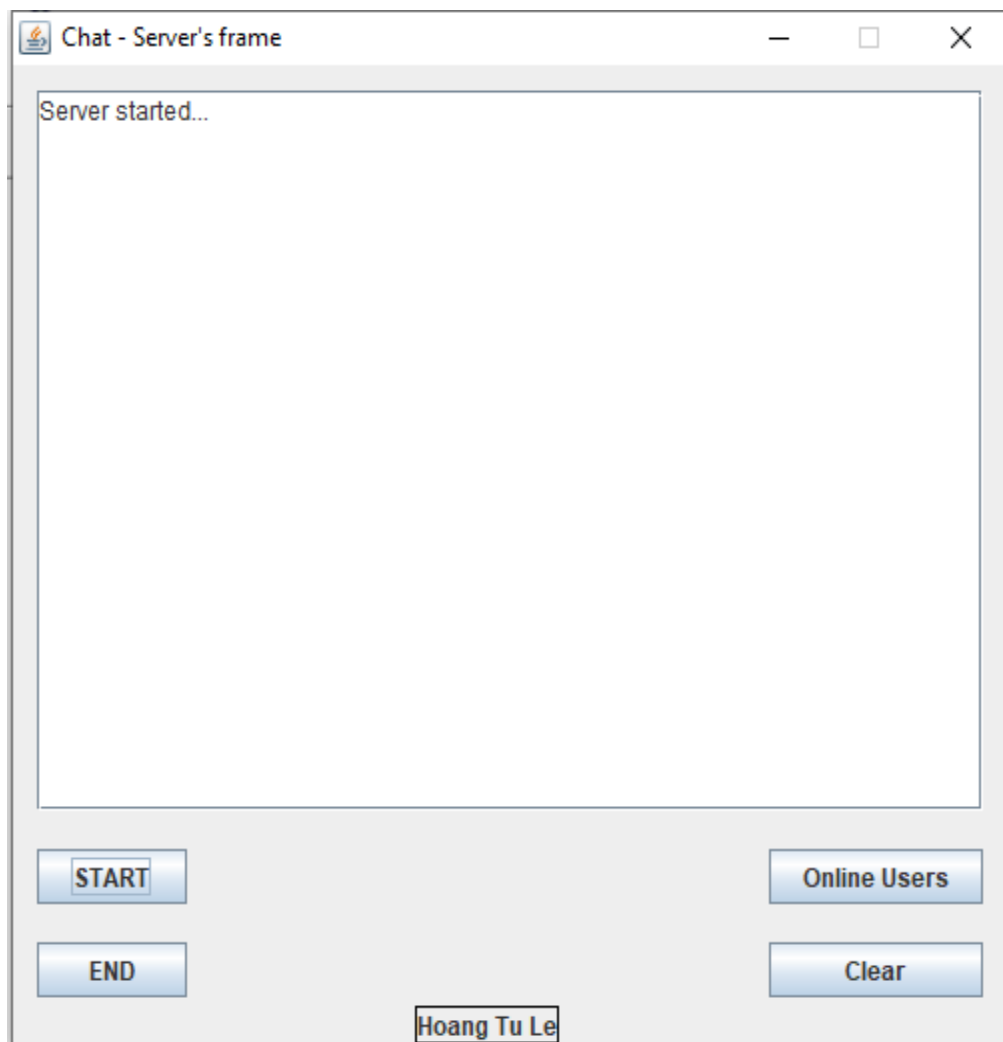 Chat - Server's frame
Server started...
START
Online Users
END
Clear
Hoang Tu Le